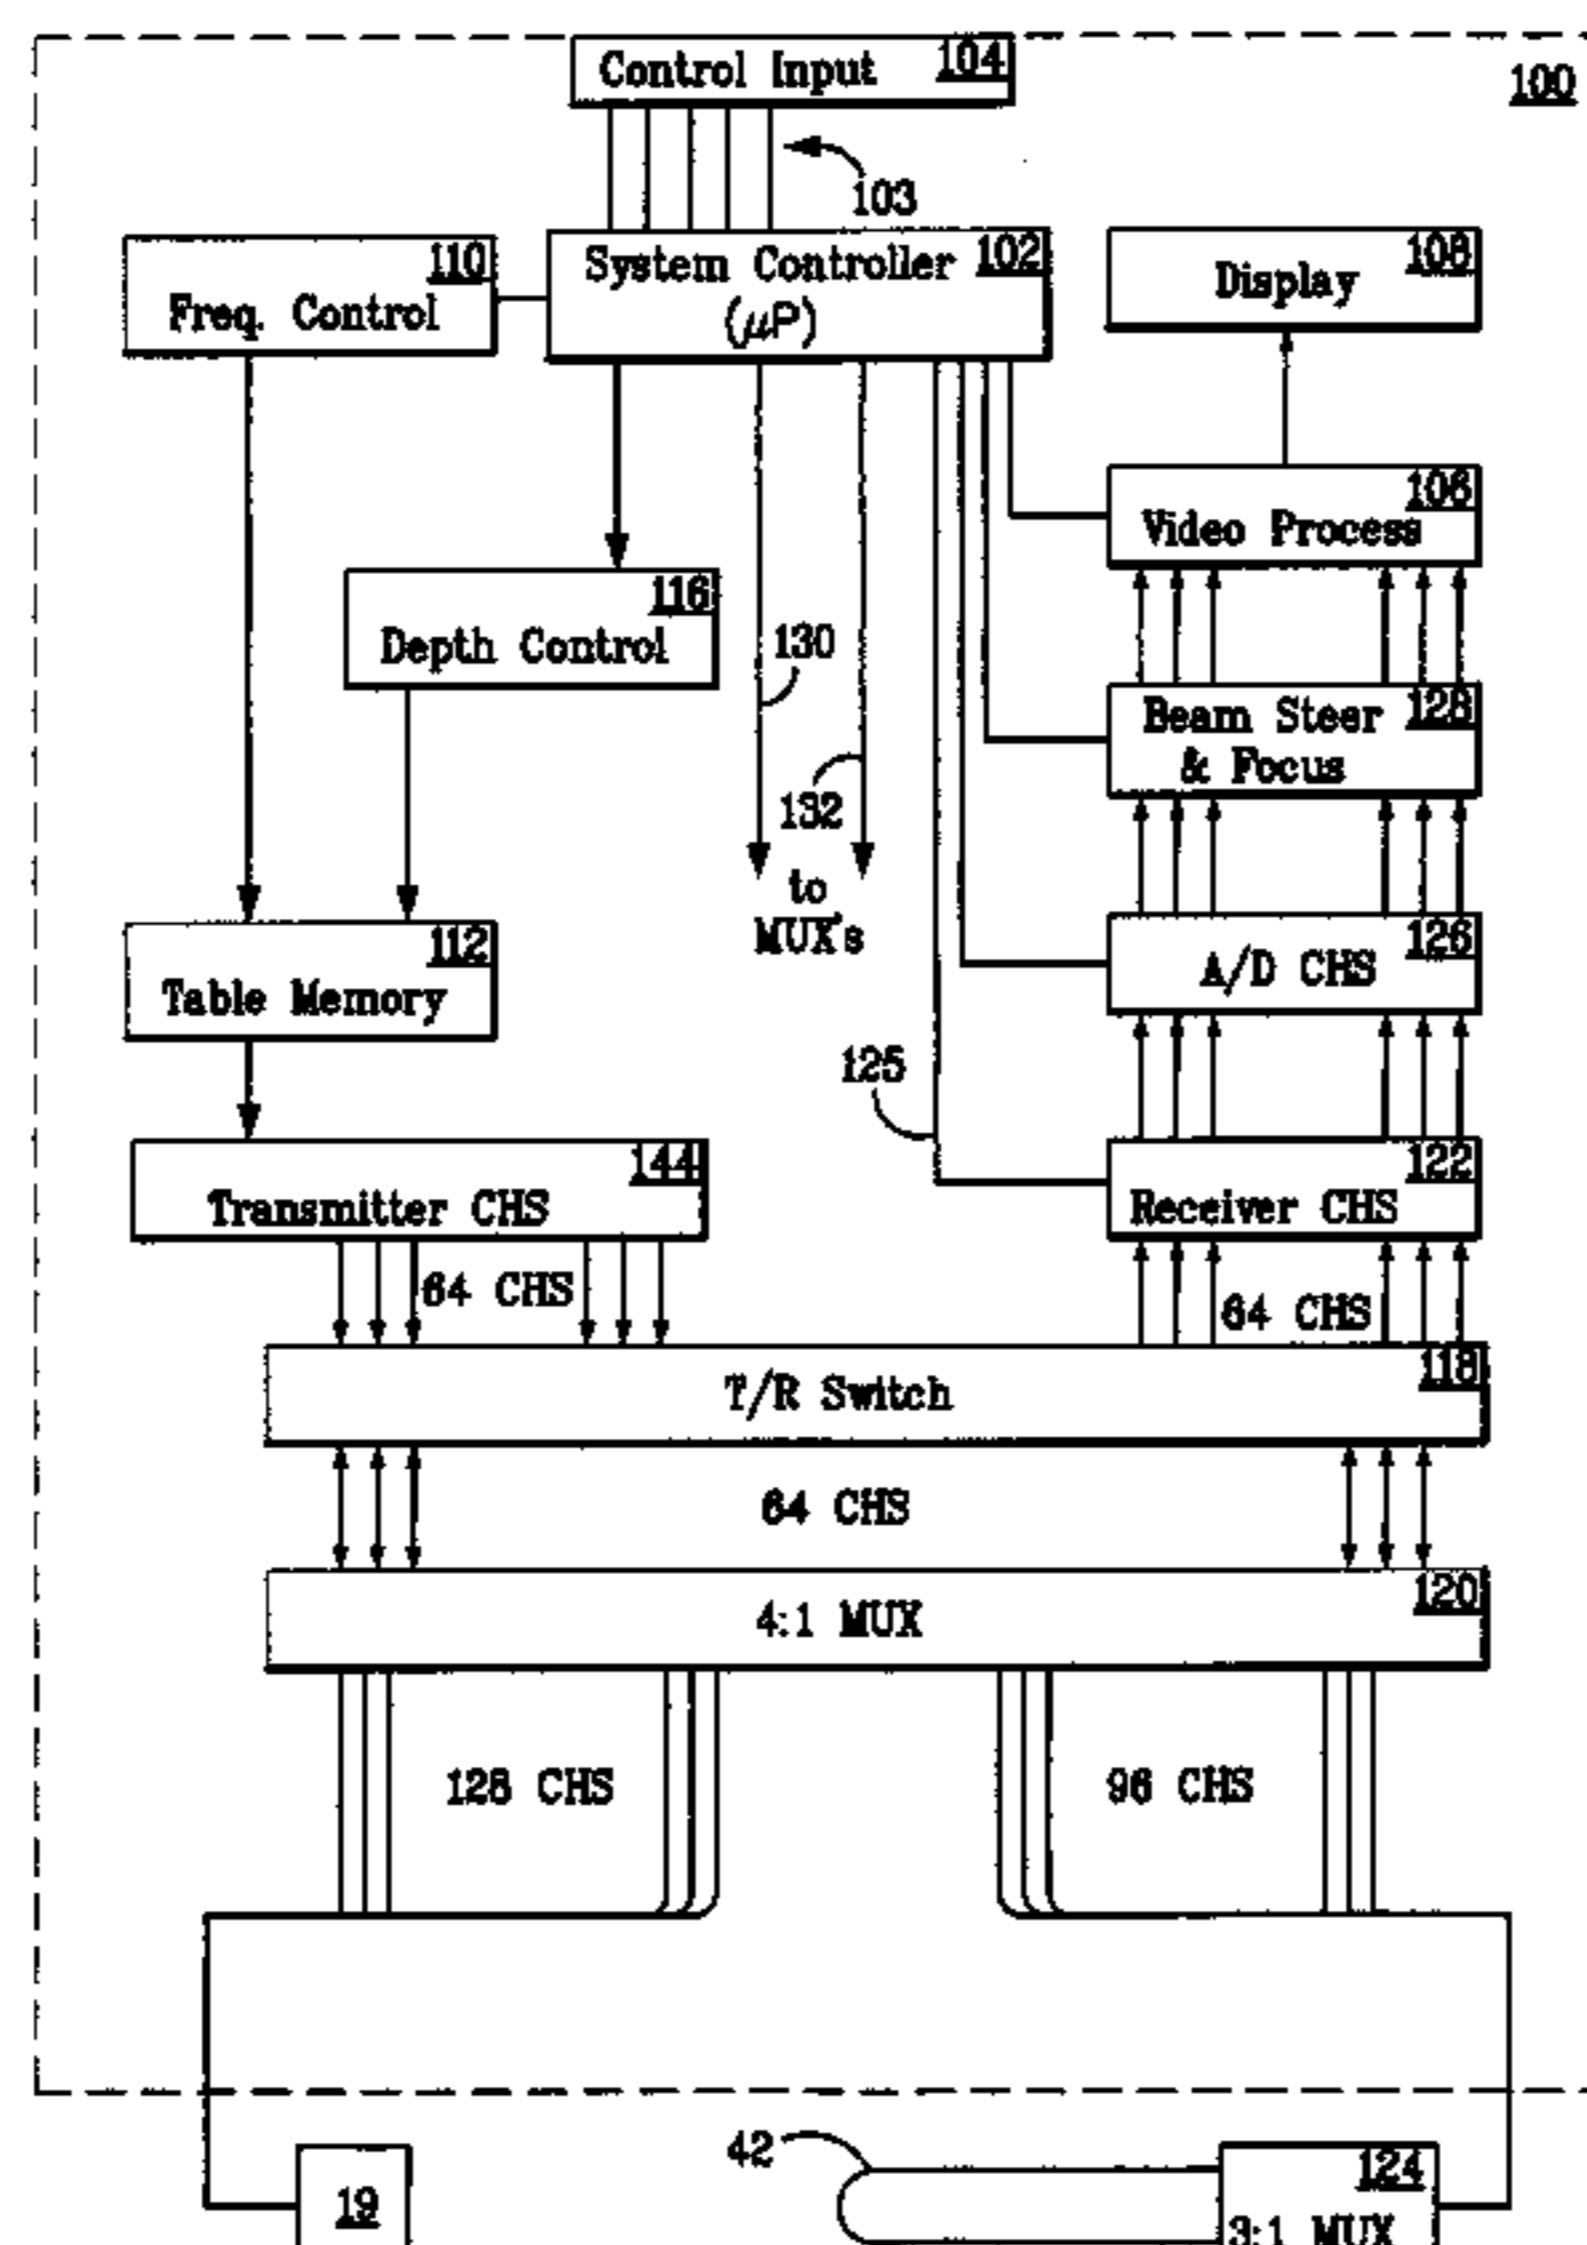 Control Input 104
100
103
110
Freq. Control
System Controller 102
(μP)
108
Display
106
Video Process
116
Depth Control
130
128
Beam Steer
& Focus
132
to
MUX's
112
Table Memory
126
A/D CHS
125
144
Transmitter CHS
122
Receiver CHS
64 CHS
64 CHS
118
T/R Switch
64 CHS
120
4:1 MUX
128 CHS
96 CHS
42
124
19
3:1 MUX